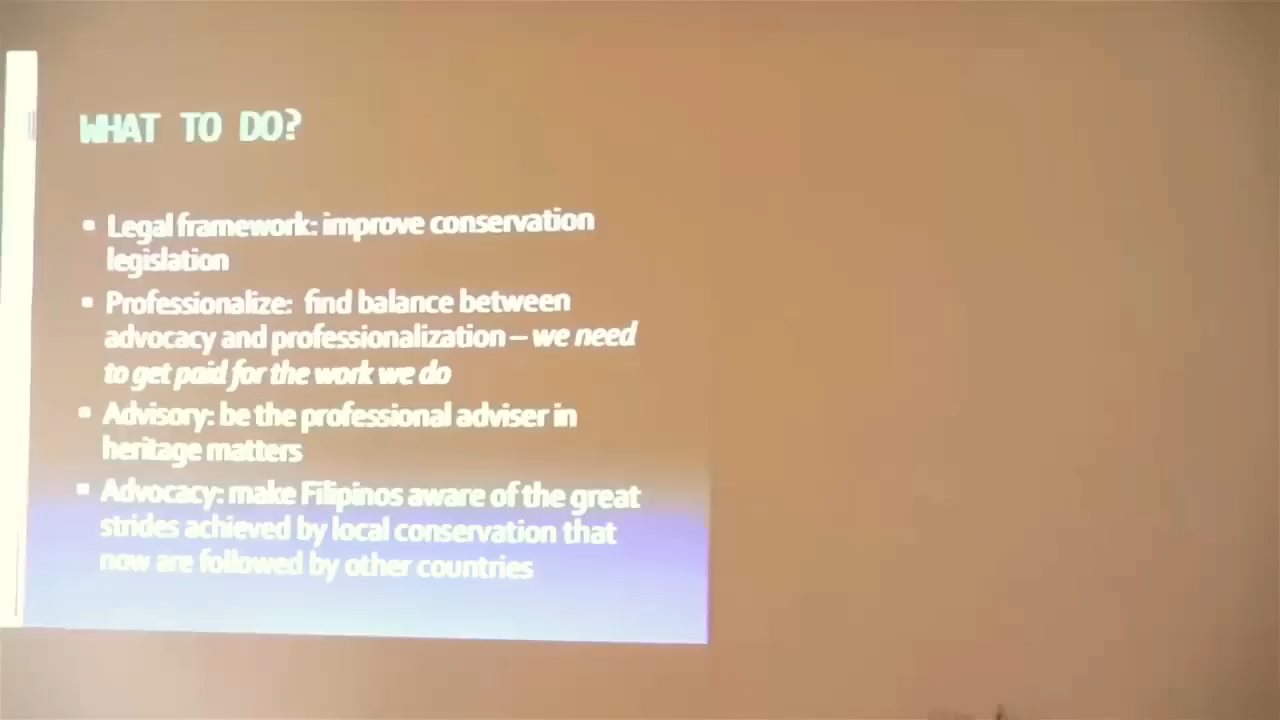 WHAT TO DO?
▪ Legal framework: improve conservation
legislation
▪ Professionalize: find balance between
advocacy and professionalization – we need
to get paid for the work we do
▪ Advisory: be the professional adviser in
heritage matters
▪ Advocacy: make Filipinos aware of the great
strides achieved by local conservation that
now are followed by other countries